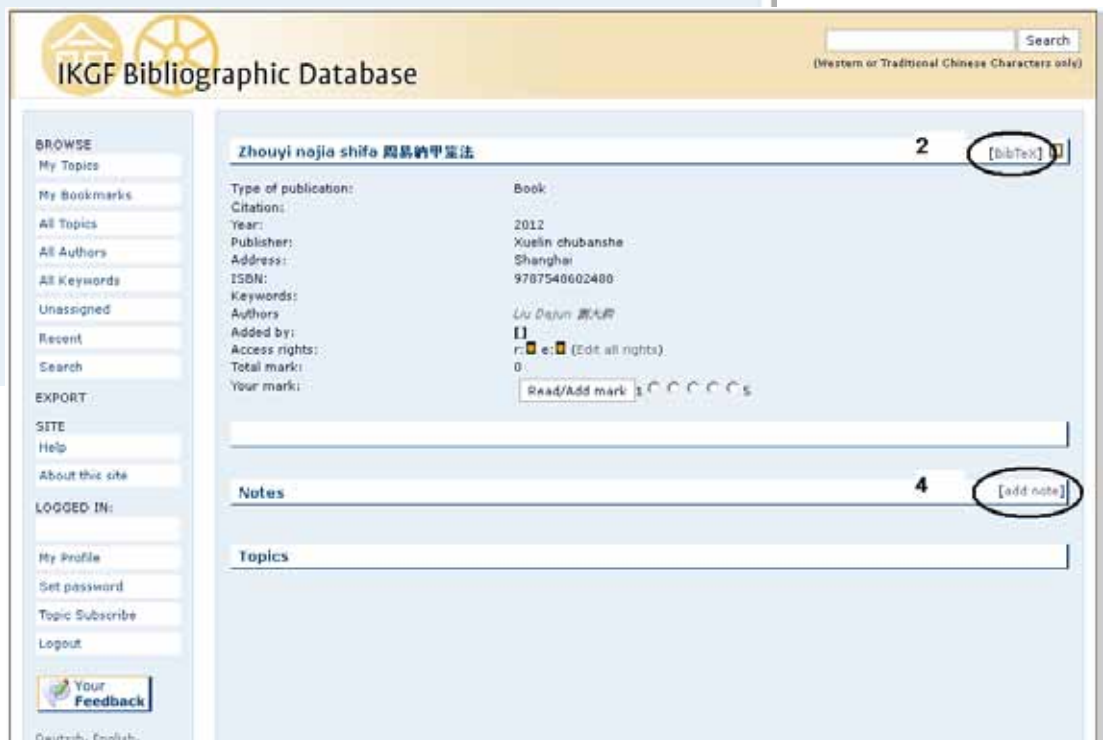 IKGF Bibliographic Database
Search
(Western or Traditional Chinese Characters only)
BROWSE
My Topics
My Bookmarks
All Topics
All Authors
All Keywords
Unassigned
Recent
Search
EXPORT
SITE
Help
About this site
LOGGED IN:
My Profile
Set password
Topic Subscribe
Logout
Your
Feedback
Deutsch- English-
Zhouyi najia shifa 周易納甲筮法 2 [BibTeX]
Type of publication: Book
Citation:
Year: 2012
Publisher: Xuelin chubanshe
Address: Shanghai
ISBN: 9787548602488
Keywords:
Authors Liu Dajun
Added by: []
Access rights: r: e: (Edit all rights)
Total mark: 0
Your mark: Read/Add mark 1 5
Notes 4 [add note]
Topics